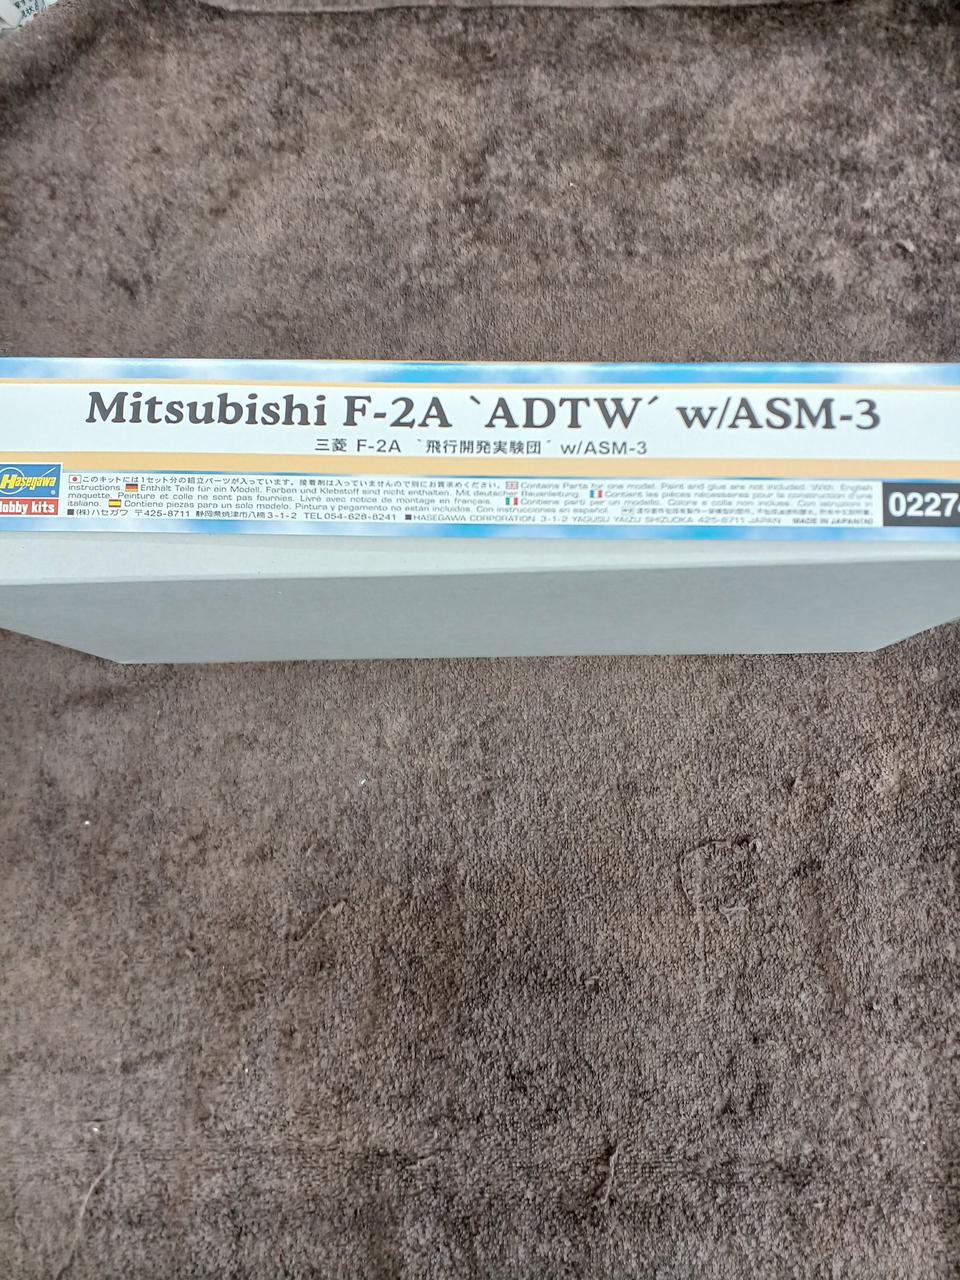 Mitsubishi F-2A `ADTW´ w/ASM-3
三菱 F-2A `飛行開発実験団´ w/ASM-3
Hasegawa
obby kits
このキットには1セット分の組立パーツが入っています。接着剤は入っていませんので別にお買求めください。 Contains Parts for one model. Paint and glue are not included. With English
instructions. Enthält Teile für ein Modell. Farben und Klebstoff sind nicht enthalten. Mit deutscher Bauanleitung. Contient les pièces nécessaires pour la construction d'une
maquette. Peinture et colle ne sont pas fournies. Livré avec notice de montage en français. Contiene parti per un modello. Colore e colla non incluse. Con istruzioni in
italiano. Contiene piezas para un solo modelo. Pintura y pegamento no están incluidos. Con instrucciones en español.
■(株)ハセガワ 〒425-8711 静岡県焼津市八楠3-1-2 TEL054-628-8241 ■HASEGAWA CORPORATION 3-1-2 YAGUSU YAIZU SHIZUOKA 425-8711 JAPAN MADE IN JAPAN(N)
0227